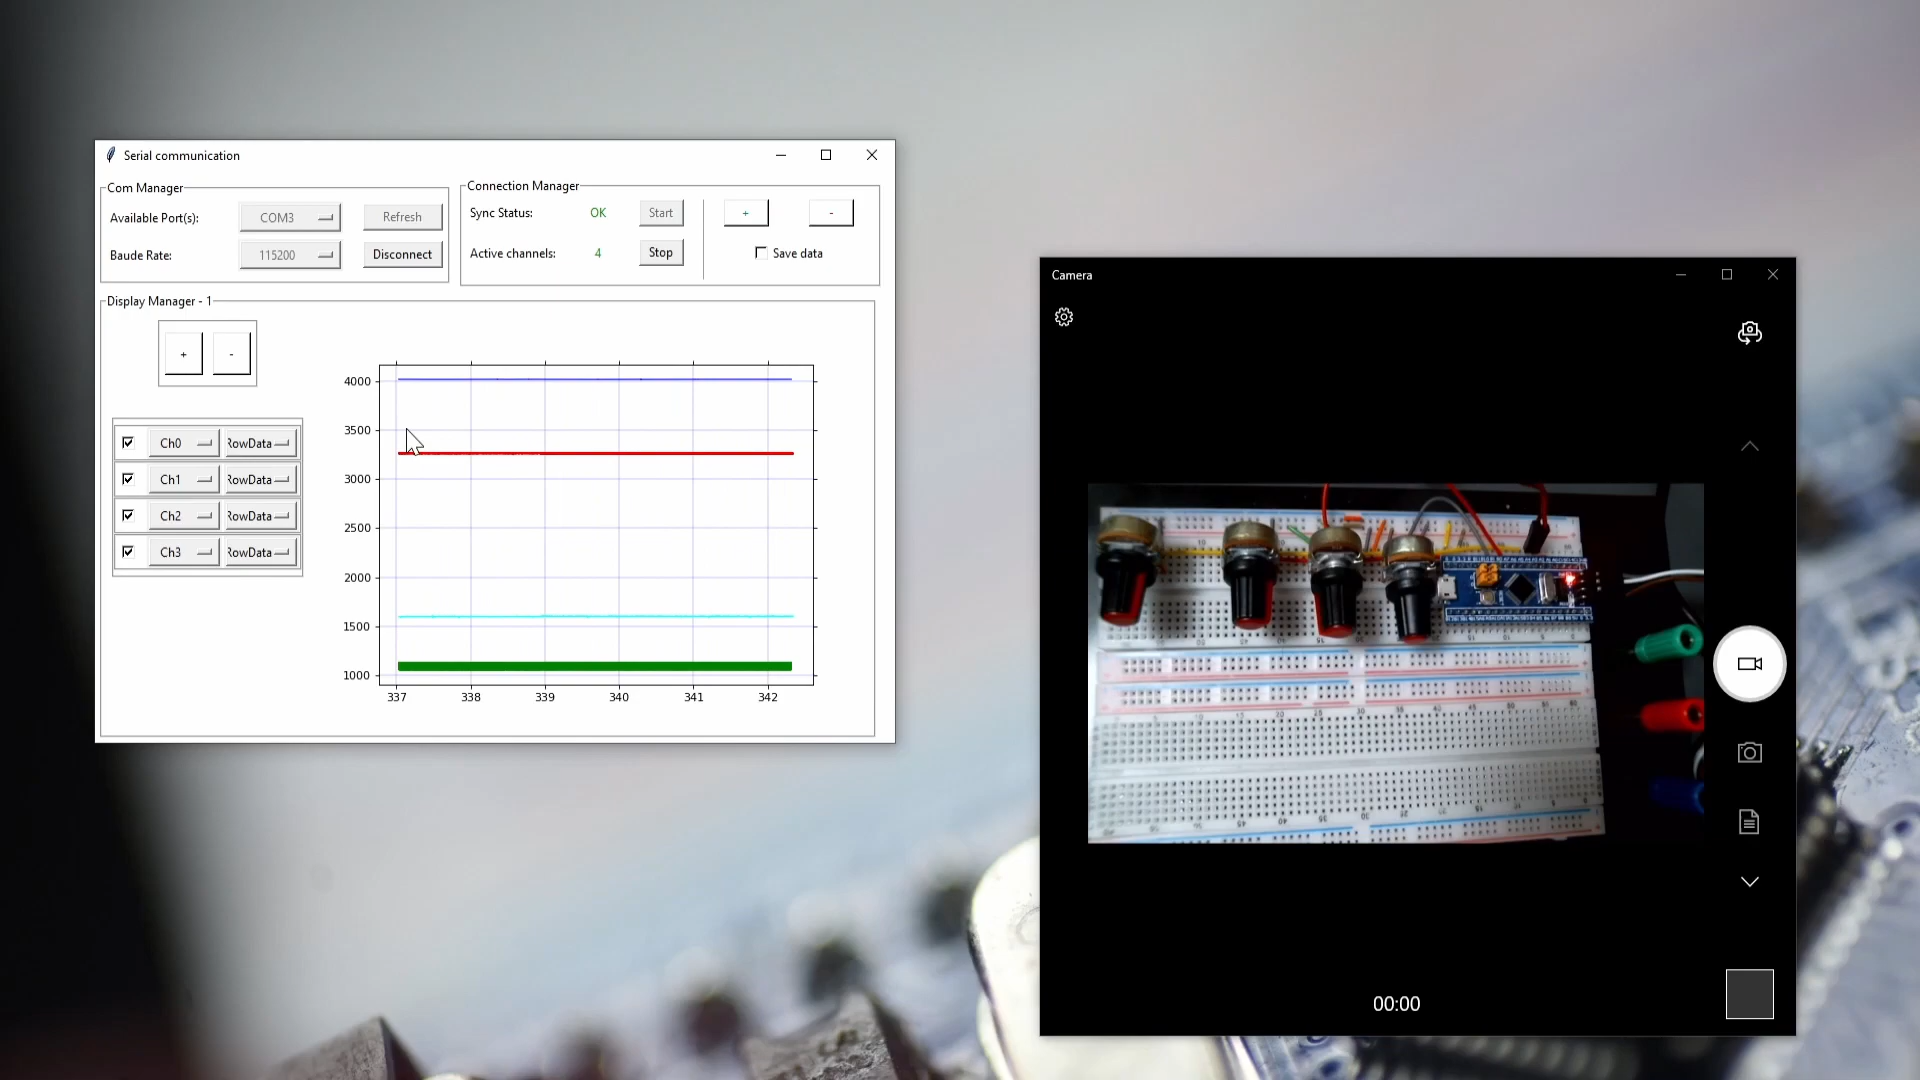 Serial communication
Com Manager
Available Port(s):
COM3
Refresh
Baude Rate:
115200
Disconnect
Connection Manager
Sync Status:
OK
Start
+
-
Active channels:
4
Stop
Save data
Display Manager - 1
+
-
Ch0
RowData
Ch1
RowData
Ch2
RowData
Ch3
RowData
4000
3500
3000
2500
2000
1500
1000
337
338
339
340
341
342
Camera
00:00